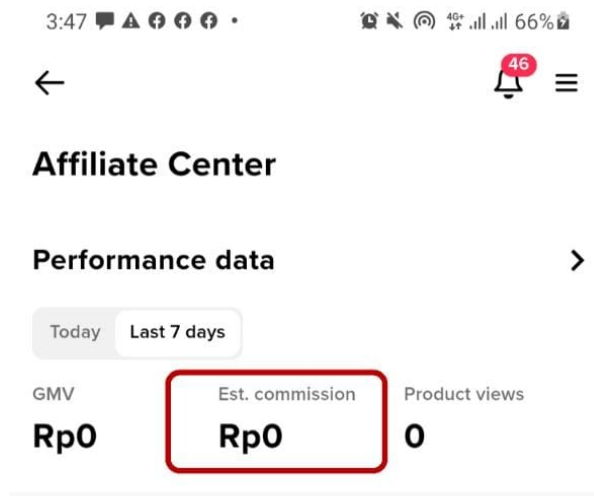 3:47 4G+ 66%
46
Affiliate Center
Performance data
Today Last 7 days
GMV Est. commission Product views
Rp0 Rp0 0